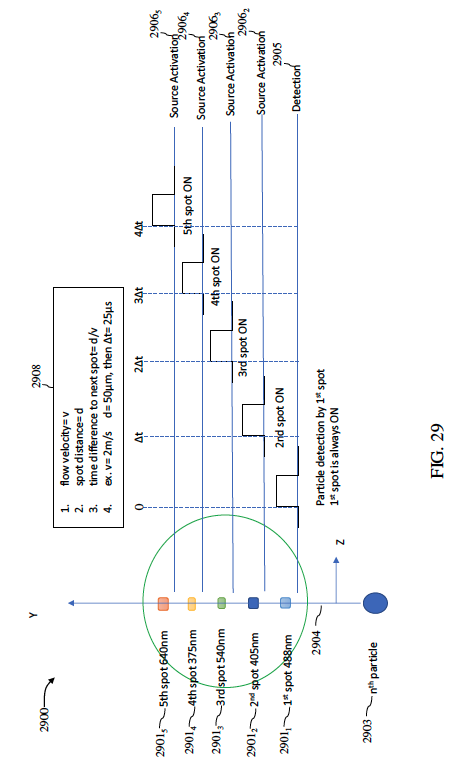 2900
Y
Z
2908
1. flow velocity= v
2. spot distance= d
3. time difference to next spot= d/v
4. ex. v= 2m/s d= 50µm, then Δt= 25µs
0
Δt
2Δt
3Δt
4Δt
2901₅ 5th spot 640nm
2901₄ 4th spot 375nm
2901₃ 3rd spot 540nm
2901₂ 2ⁿᵈ spot 405nm
2901₁ 1ˢᵗ spot 488nm
2904
2903 nᵗʰ particle
5th spot ON
4th spot ON
3rd spot ON
2nd spot ON
Particle detection by 1ˢᵗ spot
1ˢᵗ spot is always ON
2906₅
Source Activation
2906₄
Source Activation
2906₃
Source Activation
2906₂
Source Activation
2905
Detection
FIG. 29